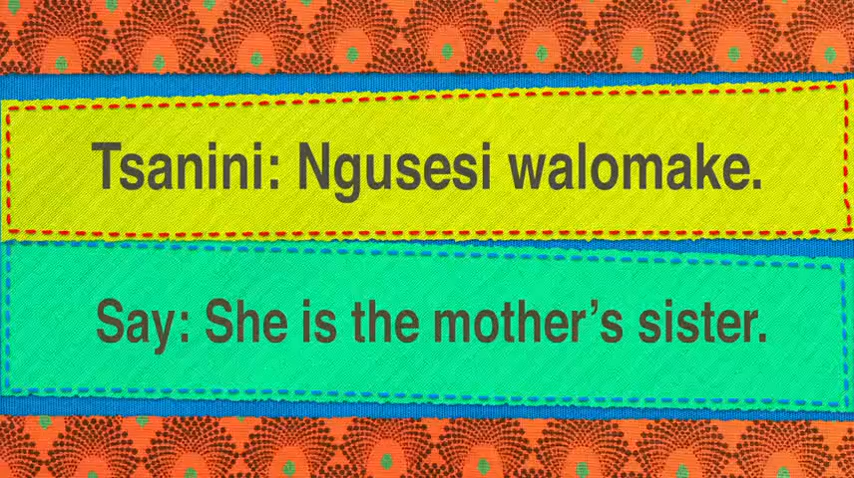 Tsanini: Ngusesi walomake.
Say: She is the mother’s sister.